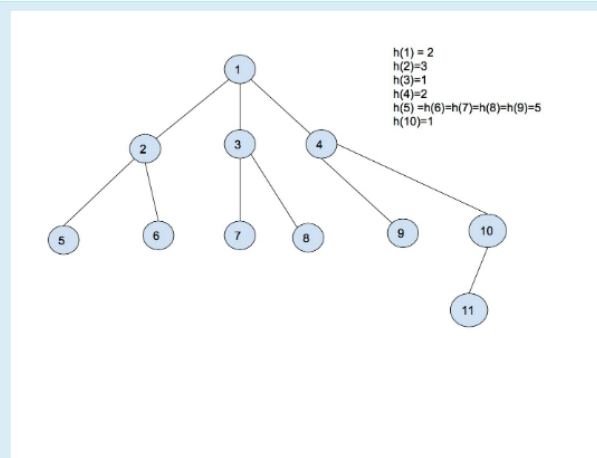 h(1) = 2
h(2)=3
h(3)=1
h(4)=2
h(5) =h(6)=h(7)=h(8)=h(9)=5
h(10)=1
1
2
3
4
5
6
7
8
9
10
11